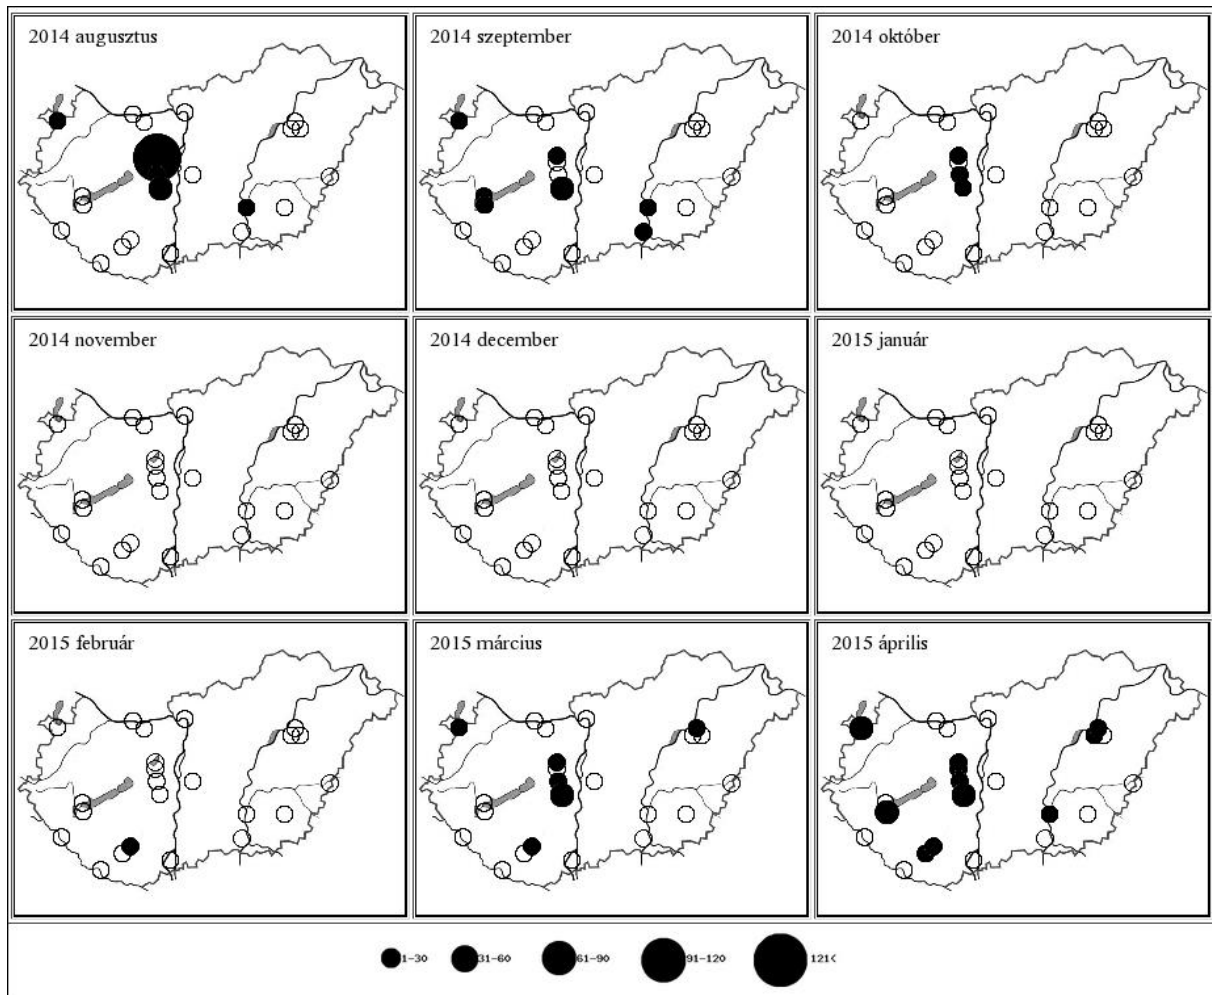 2014 augusztus
2014 szeptember
2014 október
2014 november
2014 december
2015 január
2015 február
2015 március
2015 április
1-30
31-60
61-90
91-120
121<